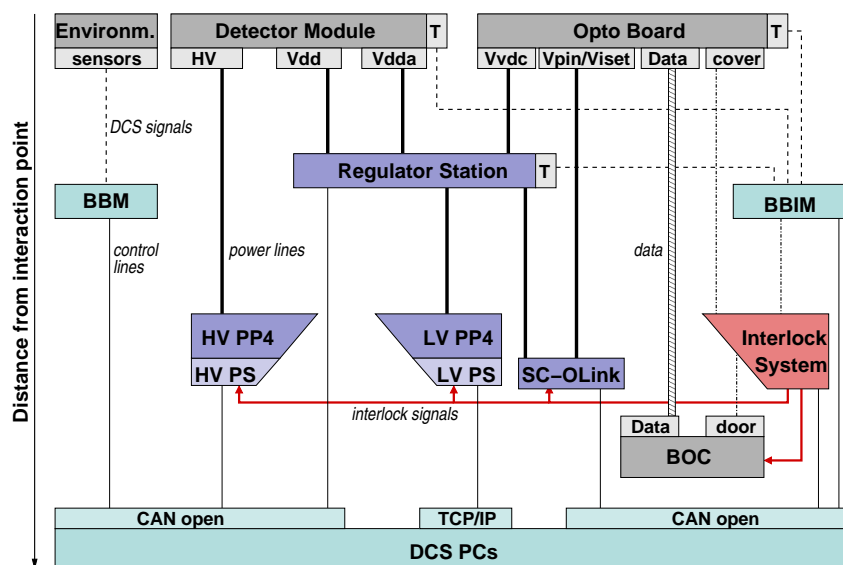 Environm.
sensors
Detector Module
T
HV
Vdd
Vdda
Opto Board
T
Vvdc
Vpin/Viset
Data
cover
DCS signals
Regulator Station
T
BBM
BBIM
control
lines
power lines
data
Distance from interaction point
HV PP4
HV PS
LV PP4
LV PS
SC–OLink
Interlock
System
interlock signals
Data
door
BOC
CAN open
TCP/IP
CAN open
DCS PCs